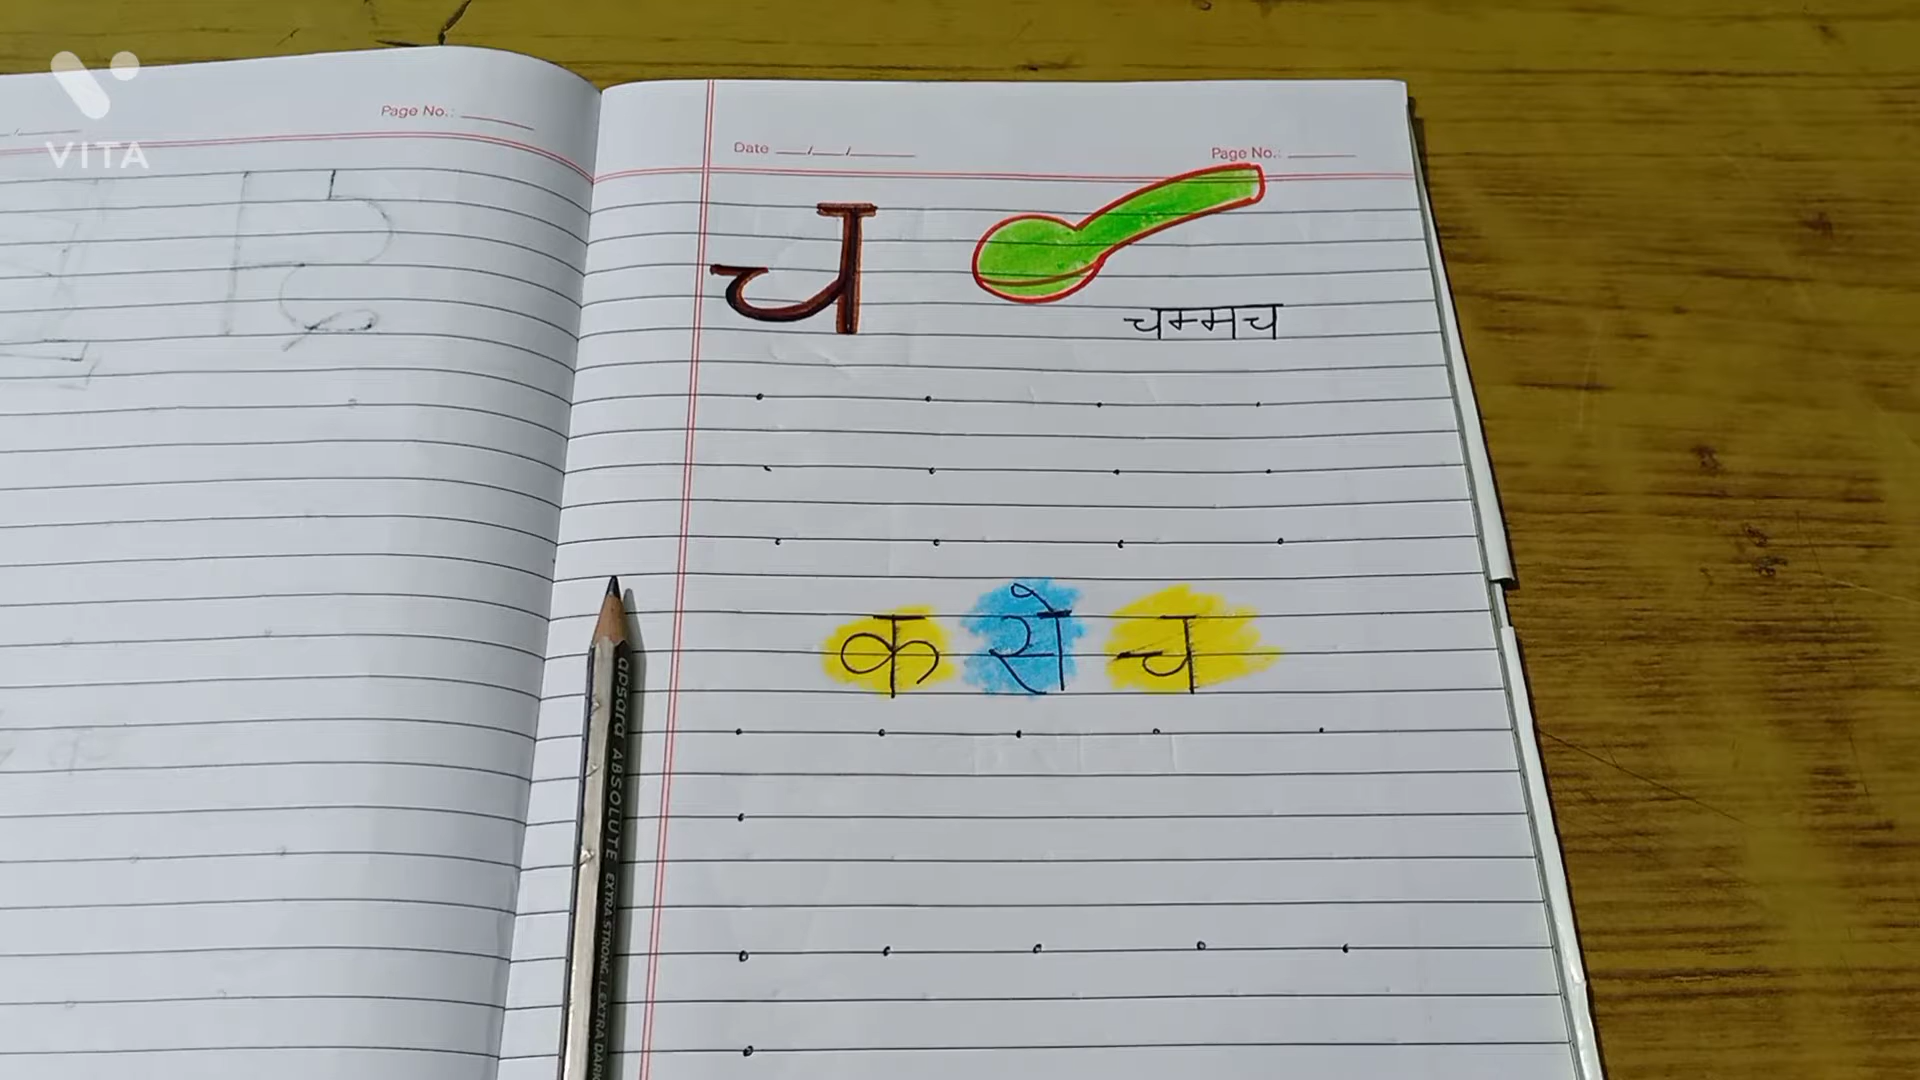 VITA
Page No.:
Date Page No.:
च
चम्मच
क से च
apsara ABSOLUTE EXTRA STRONG. EXTRA DARK